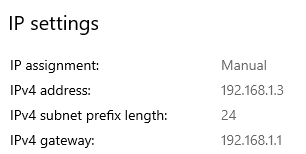 IP settings
IP assignment: Manual
IPv4 address: 192.168.1.3
IPv4 subnet prefix length: 24
IPv4 gateway: 192.168.1.1